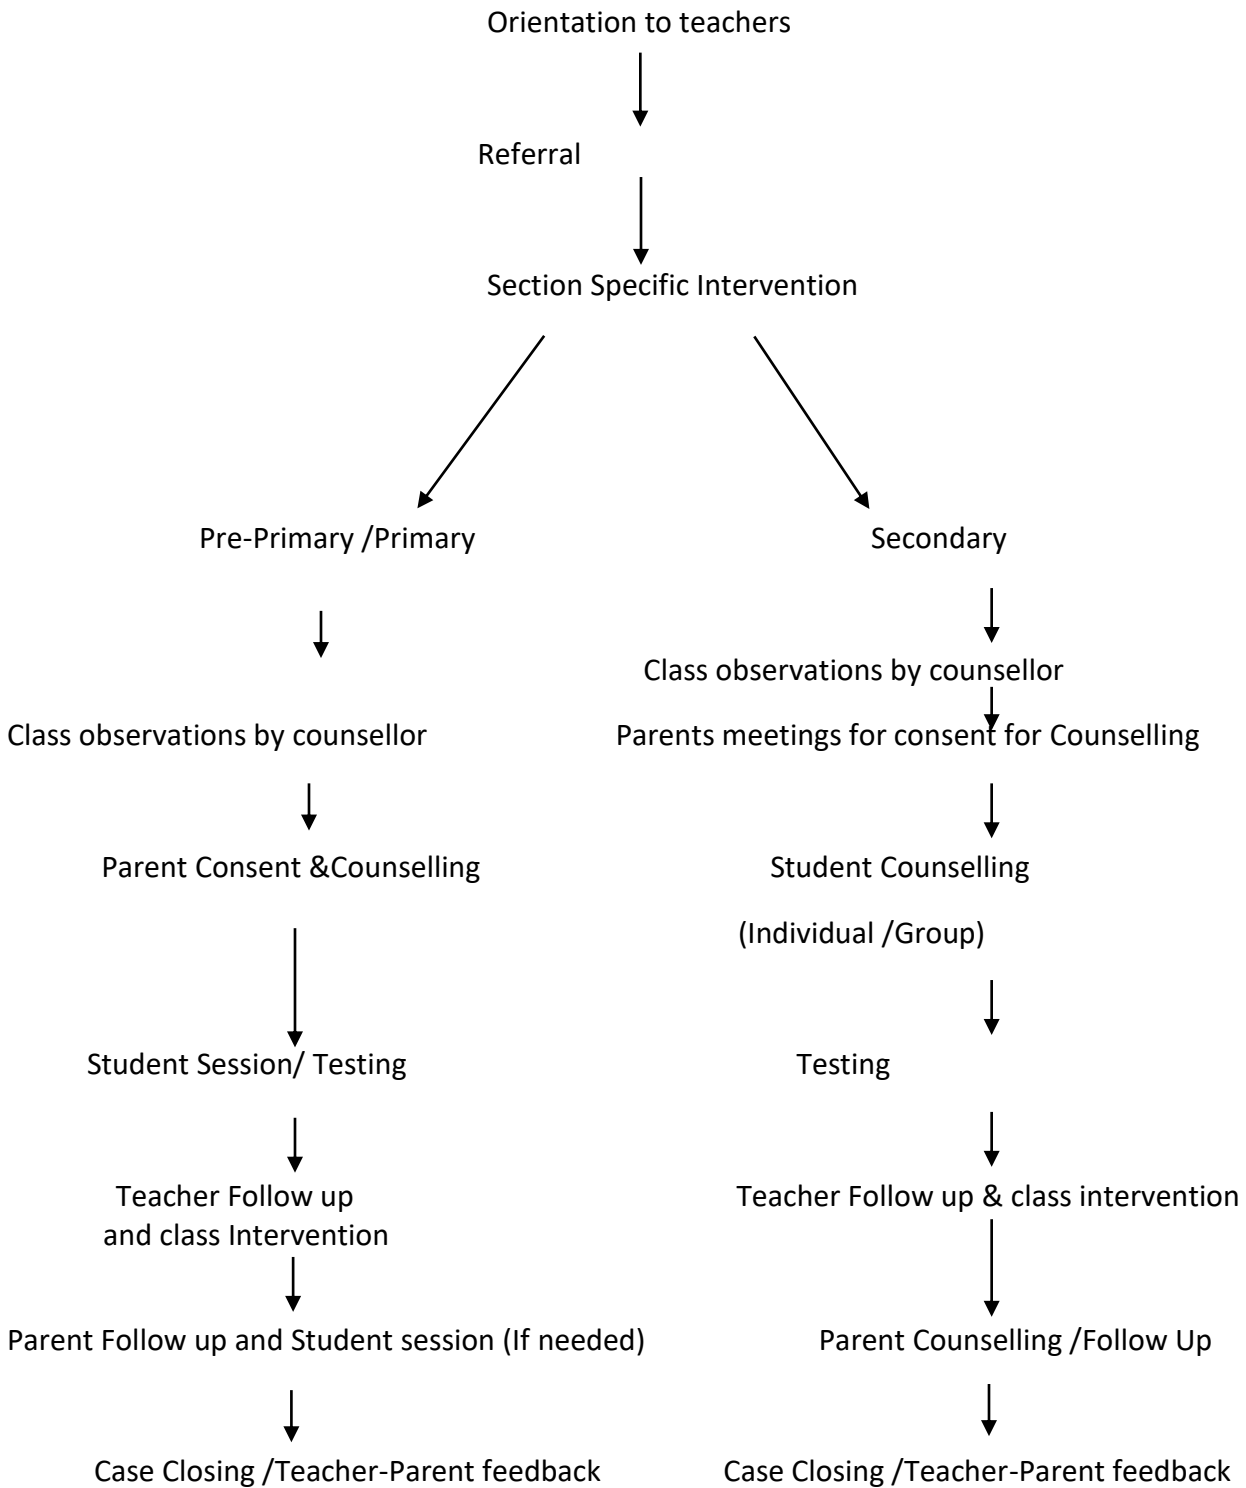 Orientation to teachers
Referral
Section Specific Intervention
Pre-Primary /Primary
Class observations by counsellor
Parent Consent &Counselling
Student Session/ Testing
Teacher Follow up
and class Intervention
Parent Follow up and Student session (If needed)
Case Closing /Teacher-Parent feedback
Secondary
Class observations by counsellor
Parents meetings for consent for Counselling
Student Counselling
(Individual /Group)
Testing
Teacher Follow up & class intervention
Parent Counselling /Follow Up
Case Closing /Teacher-Parent feedback